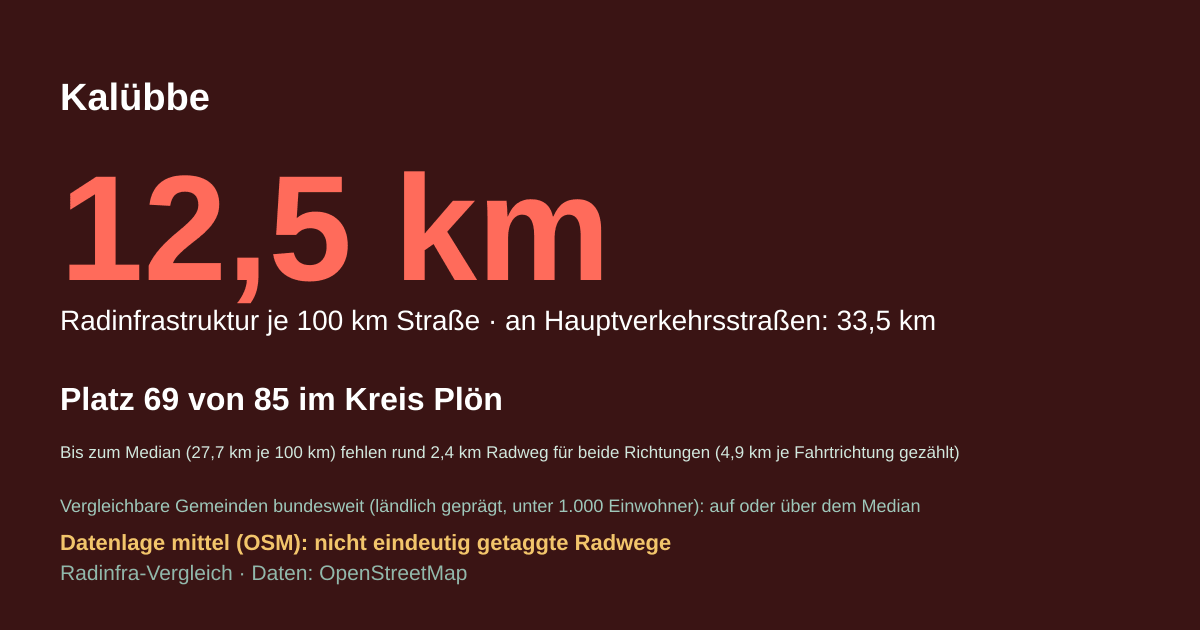 Kalübbe
12,5 km
Radinfrastruktur je 100 km Straße · an Hauptverkehrsstraßen: 33,5 km
Platz 69 von 85 im Kreis Plön
Bis zum Median (27,7 km je 100 km) fehlen rund 2,4 km Radweg für beide Richtungen (4,9 km je Fahrtrichtung gezählt)
Vergleichbare Gemeinden bundesweit (ländlich geprägt, unter 1.000 Einwohner): auf oder über dem Median
Datenlage mittel (OSM): nicht eindeutig getaggte Radwege
Radinfra-Vergleich · Daten: OpenStreetMap